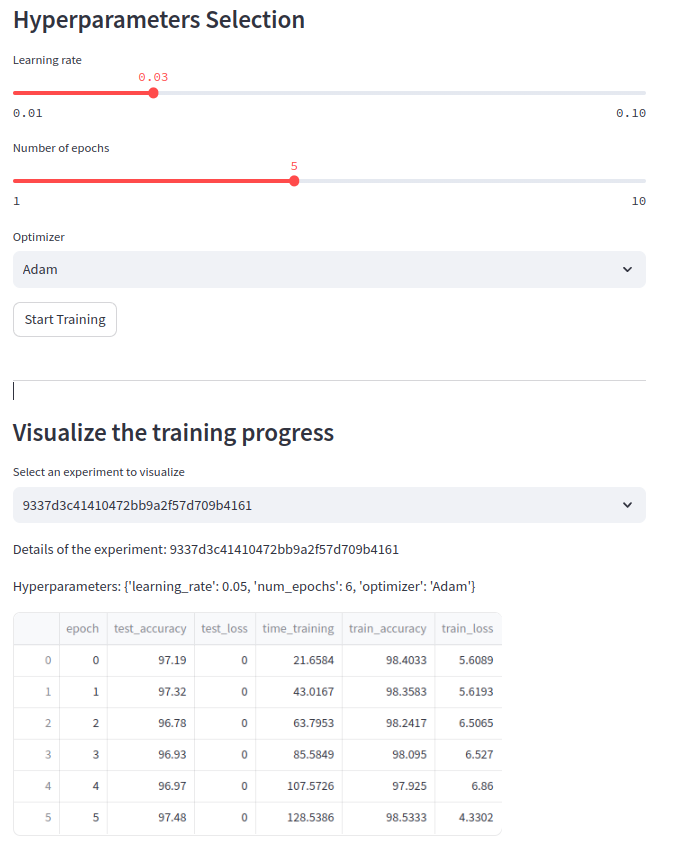 Hyperparameters Selection
Learning rate
0.03
0.01 0.10
Number of epochs
5
1 10
Optimizer
Adam
Start Training
Visualize the training progress
Select an experiment to visualize
9337d3c41410472bb9a2f57d709b4161
Details of the experiment: 9337d3c41410472bb9a2f57d709b4161
Hyperparameters: {'learning_rate': 0.05, 'num_epochs': 6, 'optimizer': 'Adam'}
epoch test_accuracy test_loss time_training train_accuracy train_loss
0 0 97.19 0 21.6584 98.4033 5.6089
1 1 97.32 0 43.0167 98.3583 5.6193
2 2 96.78 0 63.7953 98.2417 6.5065
3 3 96.93 0 85.5849 98.095 6.527
4 4 96.97 0 107.5726 97.925 6.86
5 5 97.48 0 128.5386 98.5333 4.3302